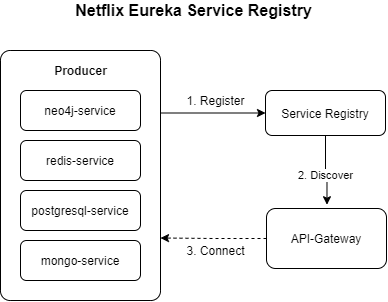 Netflix Eureka Service Registry
Producer
neo4j-service
redis-service
postgresql-service
mongo-service
1. Register
Service Registry
2. Discover
API-Gateway
3. Connect